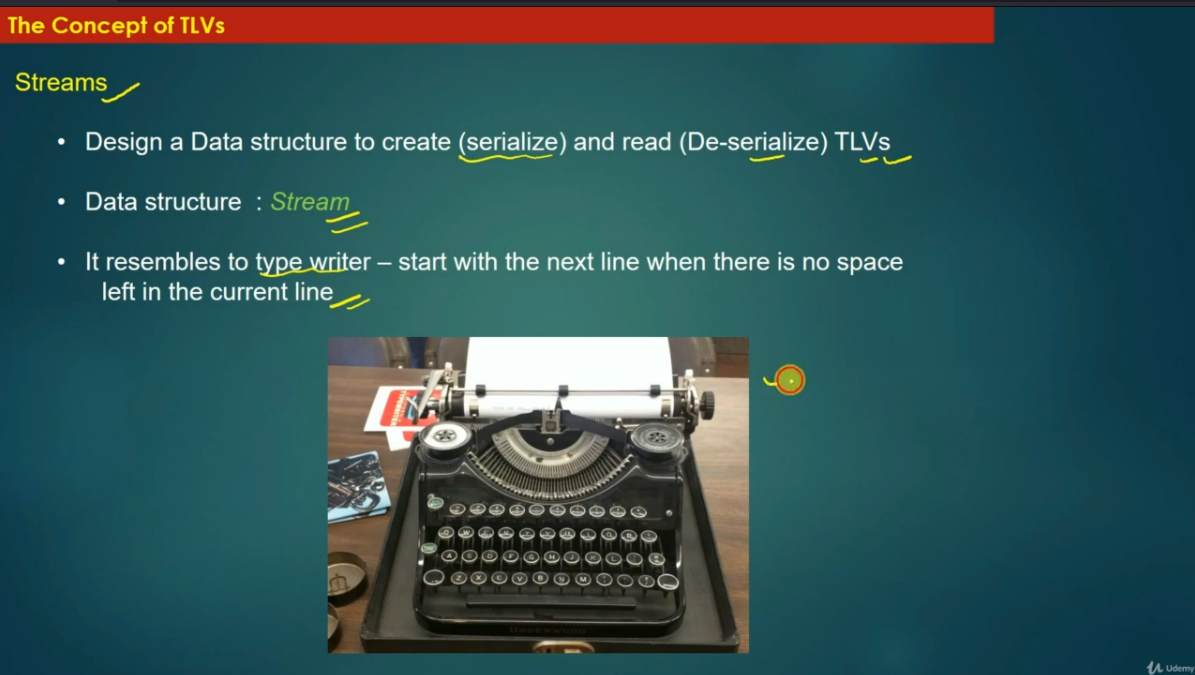 The Concept of TLVs
Streams
• Design a Data structure to create (serialize) and read (De-serialize) TLVs
• Data structure : Stream
• It resembles to type writer – start with the next line when there is no space
left in the current line
UNDERWOOD
Udemy